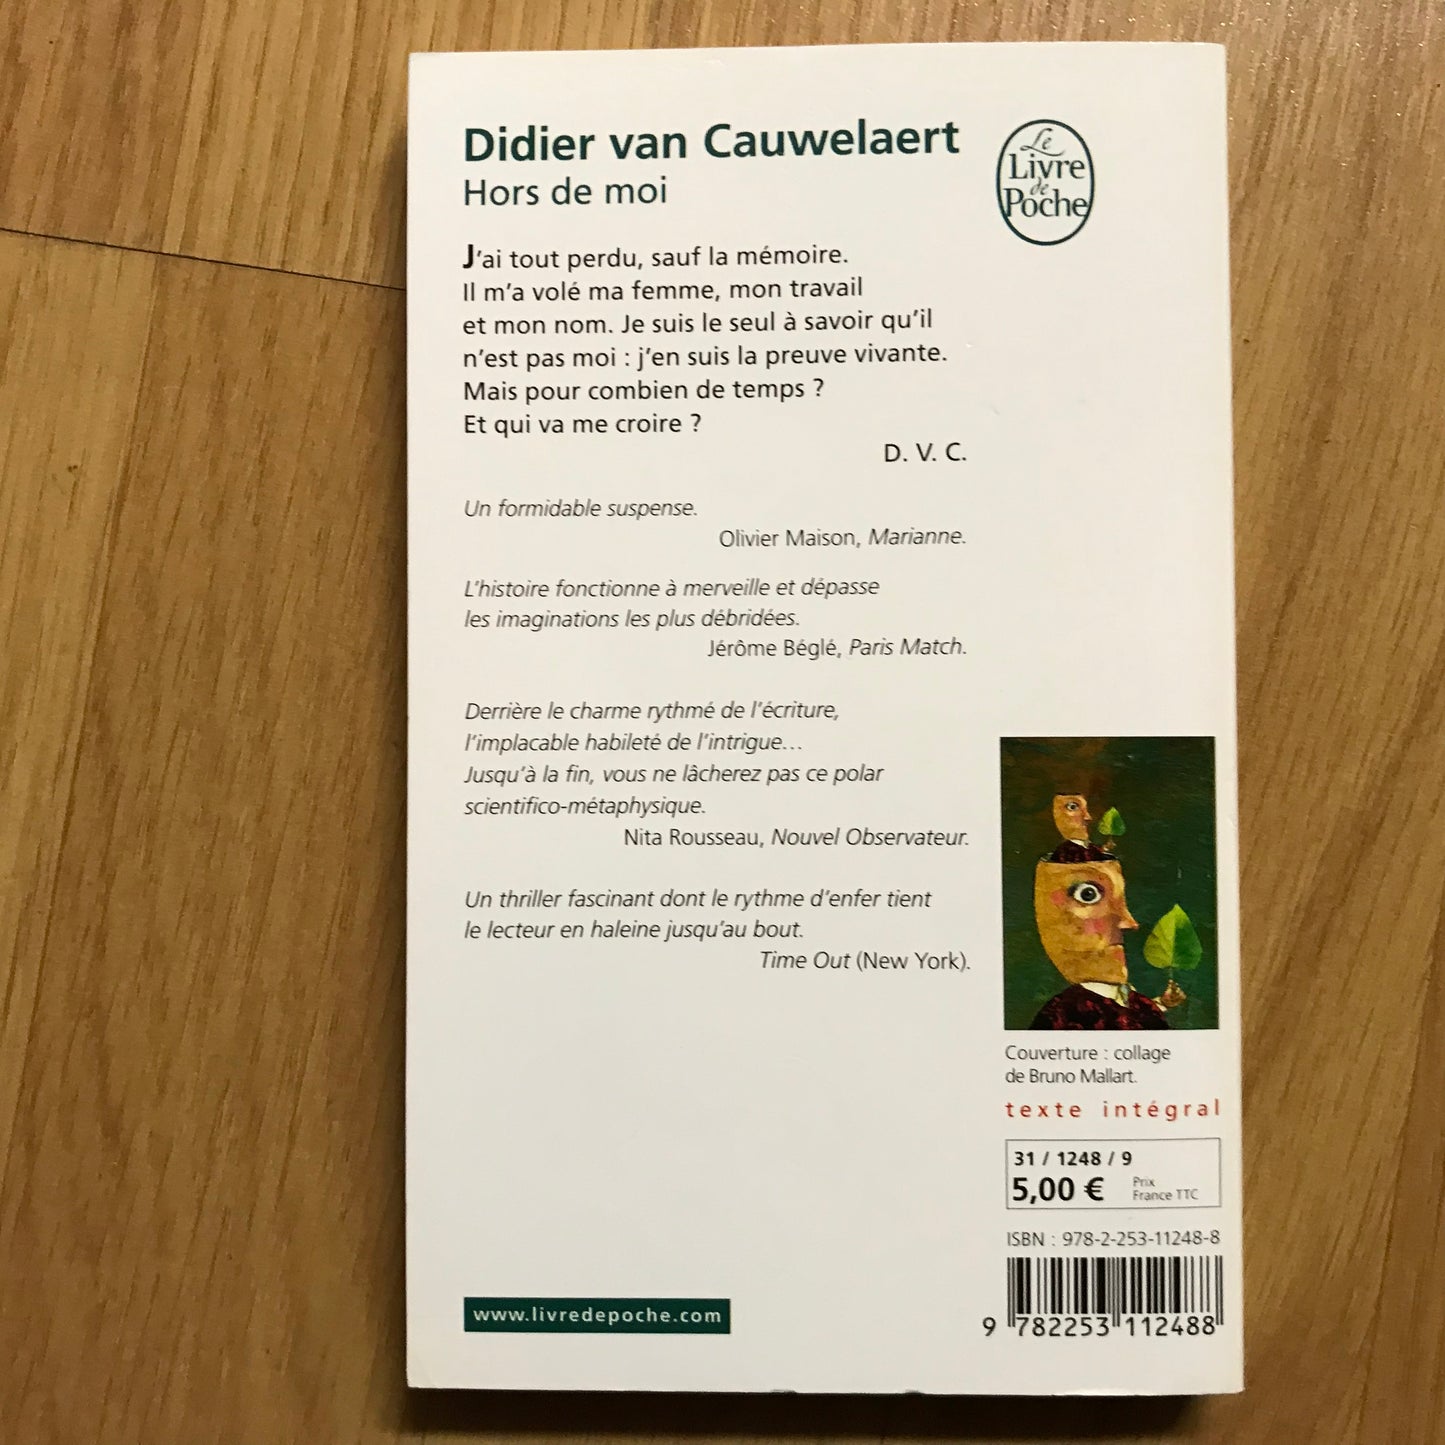 Didier van Cauwelaert
Hors de moi
Le
Livre
de
Poche
J'ai tout perdu, sauf la mémoire.
Il m'a volé ma femme, mon travail
et mon nom. Je suis le seul à savoir qu'il
n'est pas moi : j'en suis la preuve vivante.
Mais pour combien de temps ?
Et qui va me croire ?
D. V. C.
Un formidable suspense.
Olivier Maison, Marianne.
L'histoire fonctionne à merveille et dépasse
les imaginations les plus débridées.
Jérôme Béglé, Paris Match.
Derrière le charme rythmé de l'écriture,
l'implacable habileté de l'intrigue...
Jusqu'à la fin, vous ne lâcherez pas ce polar
scientifico-métaphysique.
Nita Rousseau, Nouvel Observateur.
Un thriller fascinant dont le rythme d'enfer tient
le lecteur en haleine jusqu'au bout.
Time Out (New York).
Couverture : collage
de Bruno Mallart.
texte intégral
31 / 1248 / 9
5,00 € Prix
France TTC
ISBN : 978-2-253-11248-8
9 782253 112488
www.livredepoche.com